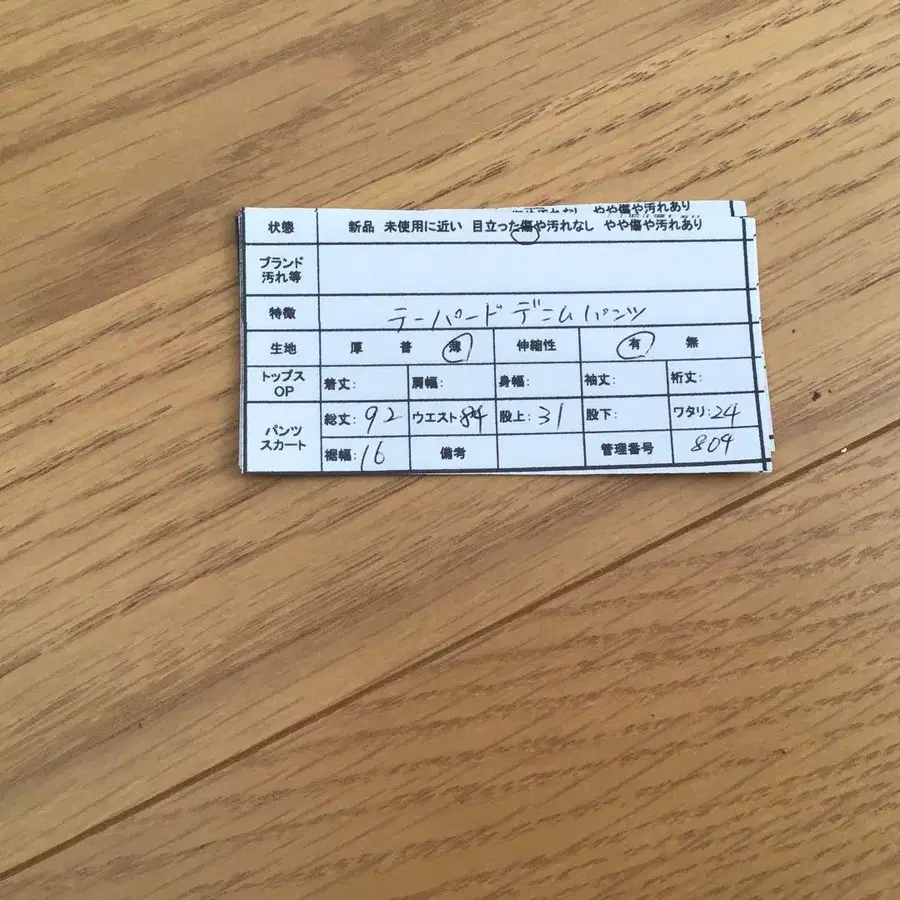 やや傷や汚れあり
状態 新品 未使用に近い 目立った傷や汚れなし やや傷や汚れあり
ブランド
汚れ等
特徴 テーパードデニムパンツ
生地 厚 普 薄 伸縮性 有 無
トップス
OP
着丈: 肩幅: 身幅: 袖丈: 裄丈:
パンツ
スカート
総丈:92 ウエスト84 股上:31 股下: ワタリ:24
裾幅:16 備考 管理番号 809